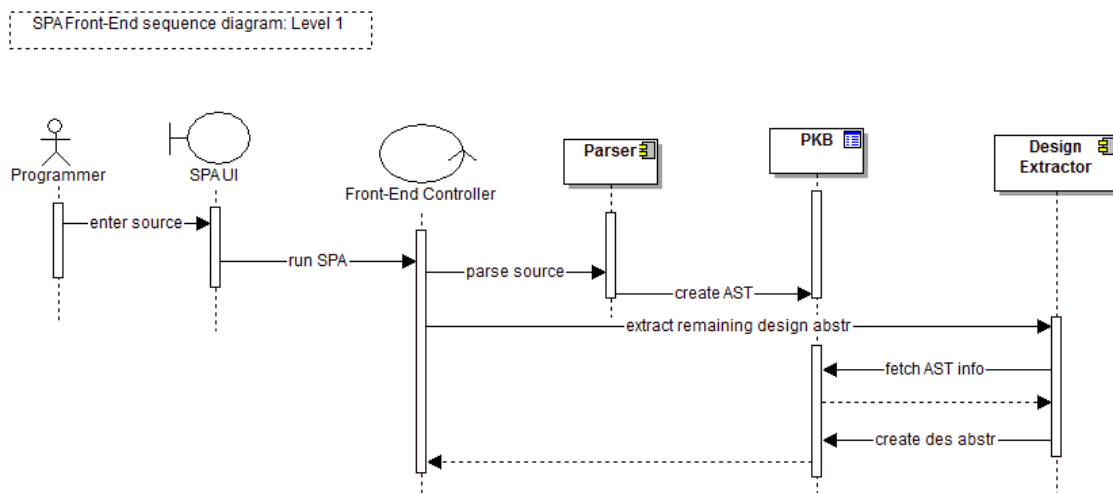 SPA Front-End sequence diagram: Level 1
Programmer
SPA UI
Front-End Controller
Parser
PKB
Design
Extractor
enter source
run SPA
parse source
create AST
extract remaining design abstr
fetch AST info
create des abstr